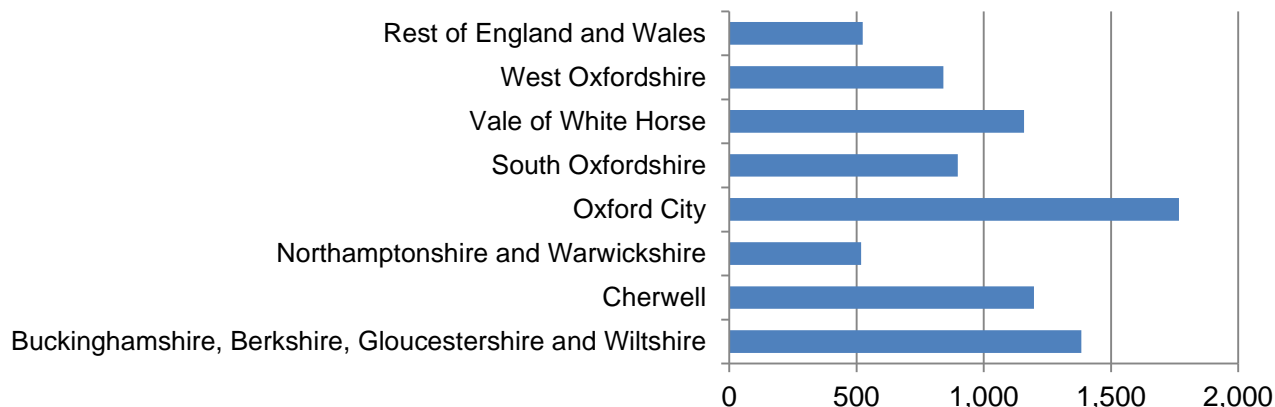 Rest of England and Wales
West Oxfordshire
Vale of White Horse
South Oxfordshire
Oxford City
Northamptonshire and Warwickshire
Cherwell
Buckinghamshire, Berkshire, Gloucestershire and Wiltshire
0 500 1,000 1,500 2,000